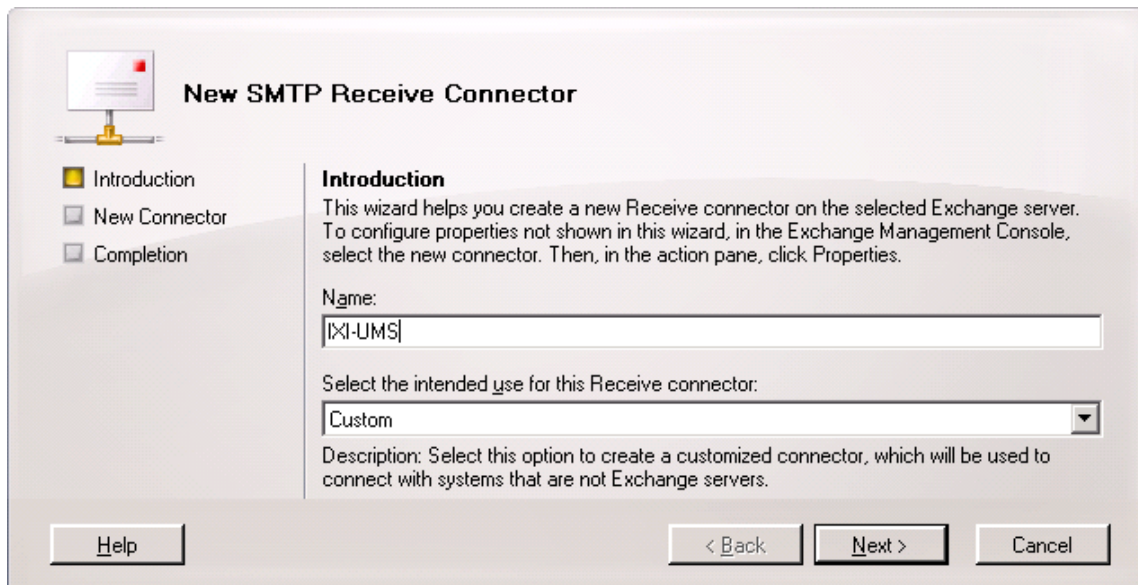 New SMTP Receive Connector
Introduction
New Connector
Completion
Introduction
This wizard helps you create a new Receive connector on the selected Exchange server.
To configure properties not shown in this wizard, in the Exchange Management Console,
select the new connector. Then, in the action pane, click Properties.
Name:
IXI-UMS
Select the intended use for this Receive connector:
Custom
Description: Select this option to create a customized connector, which will be used to
connect with systems that are not Exchange servers.
Help
< Back
Next >
Cancel